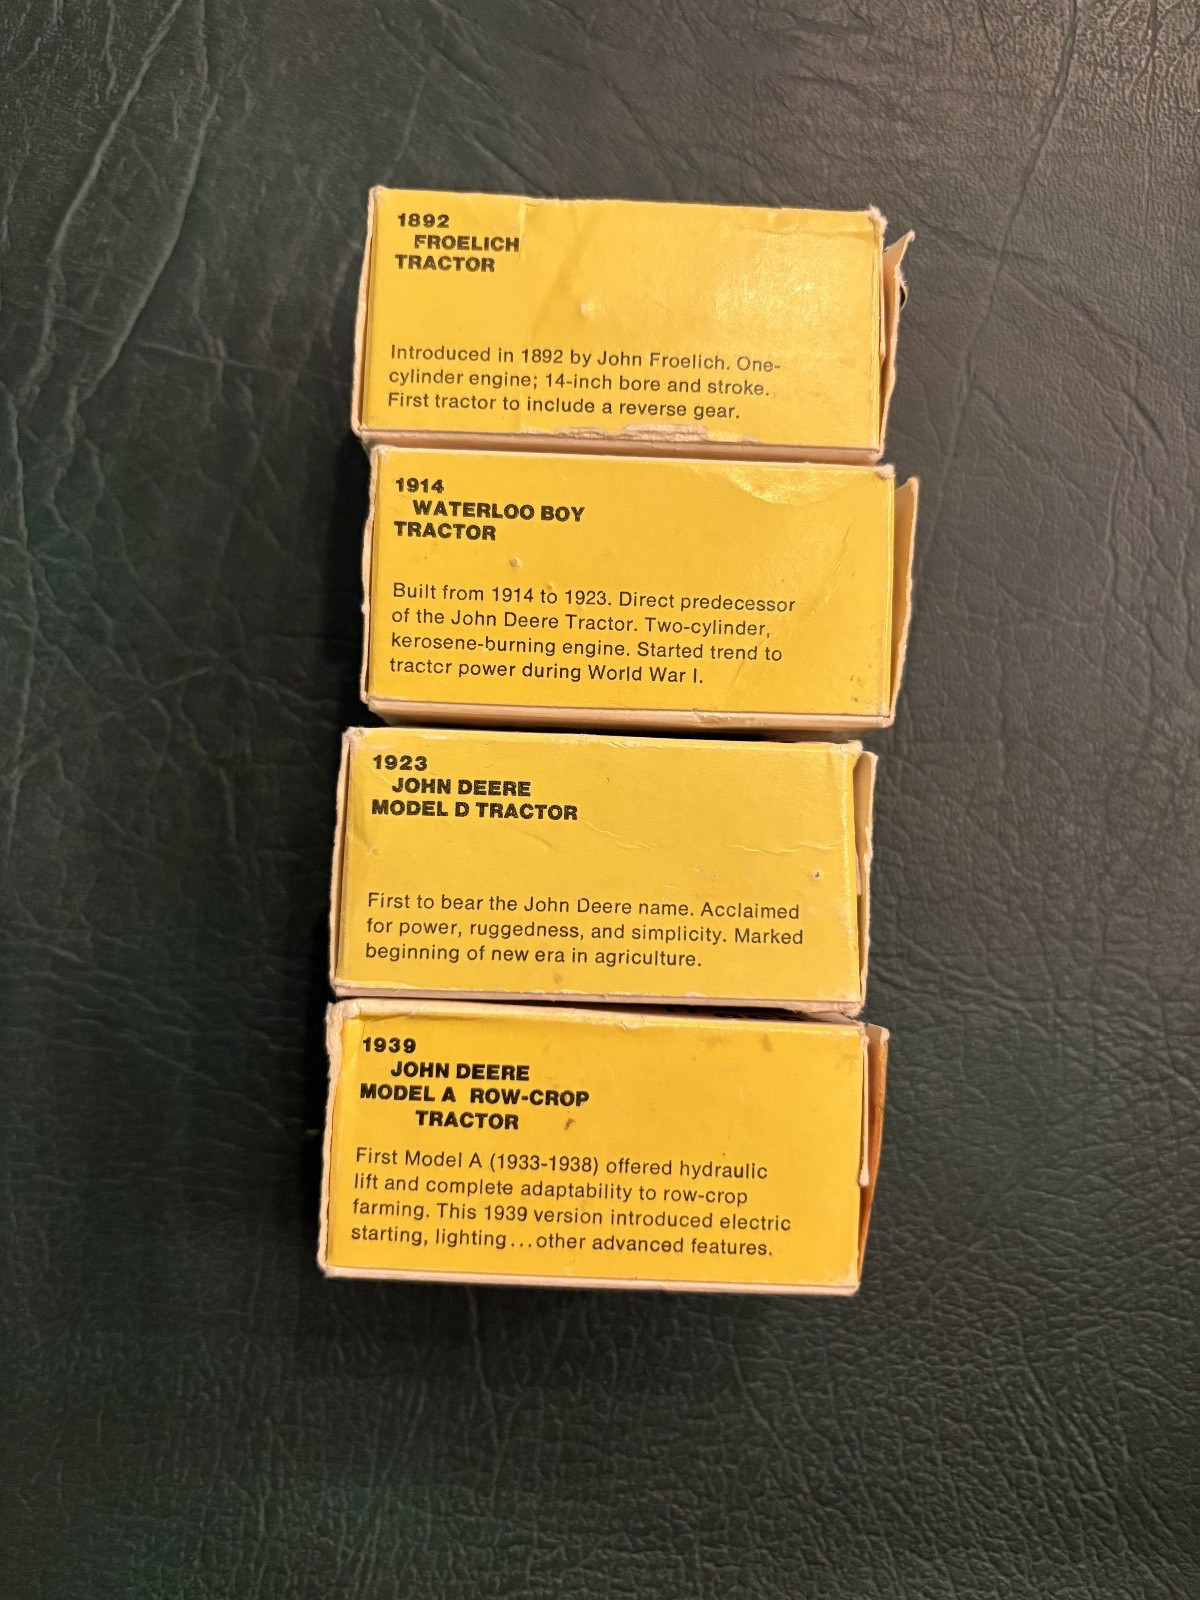 1892
FROELICH
TRACTOR
Introduced in 1892 by John Froelich. One-
cylinder engine; 14-inch bore and stroke.
First tractor to include a reverse gear.
1914
WATERLOO BOY
TRACTOR
Built from 1914 to 1923. Direct predecessor
of the John Deere Tractor. Two-cylinder,
kerosene-burning engine. Started trend to
tractor power during World War I.
1923
JOHN DEERE
MODEL D TRACTOR
First to bear the John Deere name. Acclaimed
for power, ruggedness, and simplicity. Marked
beginning of new era in agriculture.
1939
JOHN DEERE
MODEL A ROW-CROP
TRACTOR
First Model A (1933-1938) offered hydraulic
lift and complete adaptability to row-crop
farming. This 1939 version introduced electric
starting, lighting...other advanced features.